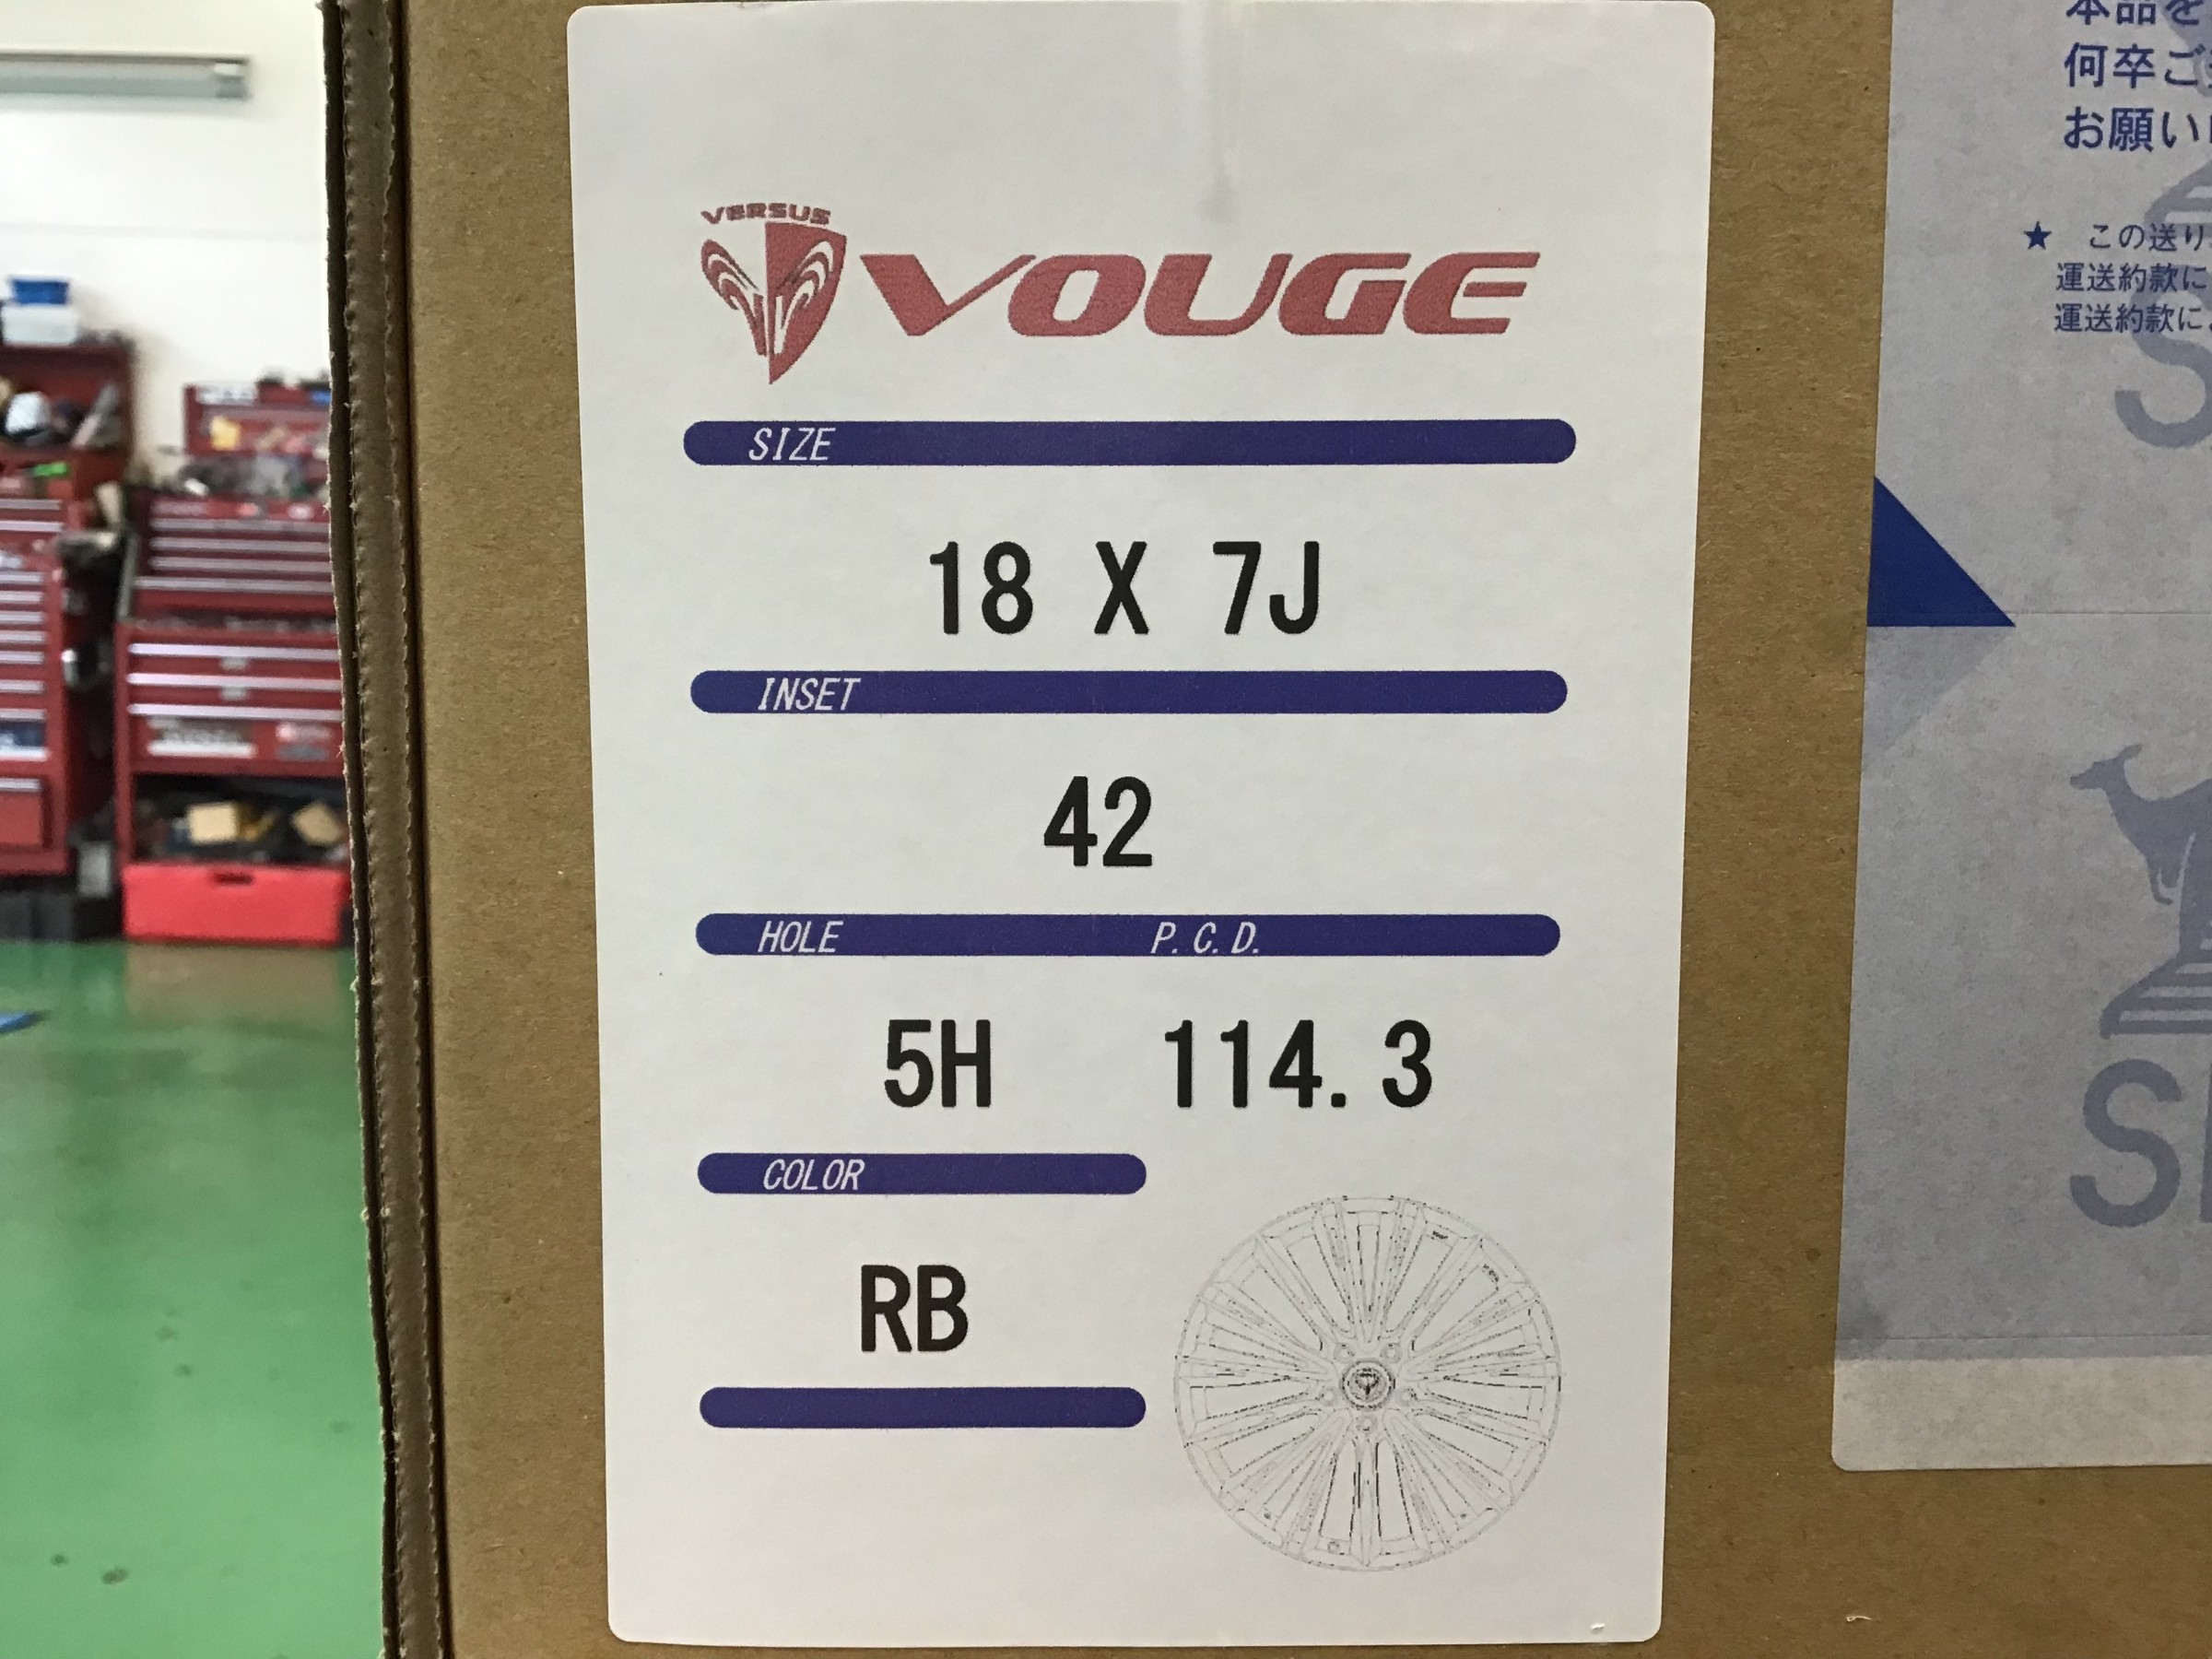 VERSUS
VOUGE
SIZE
18 X 7J
INSET
42
HOLE P.C.D.
5H 114.3
COLOR
RB
本品を
何卒ご
お願い
★ この送り
運送約款に
運送約款に
S
S